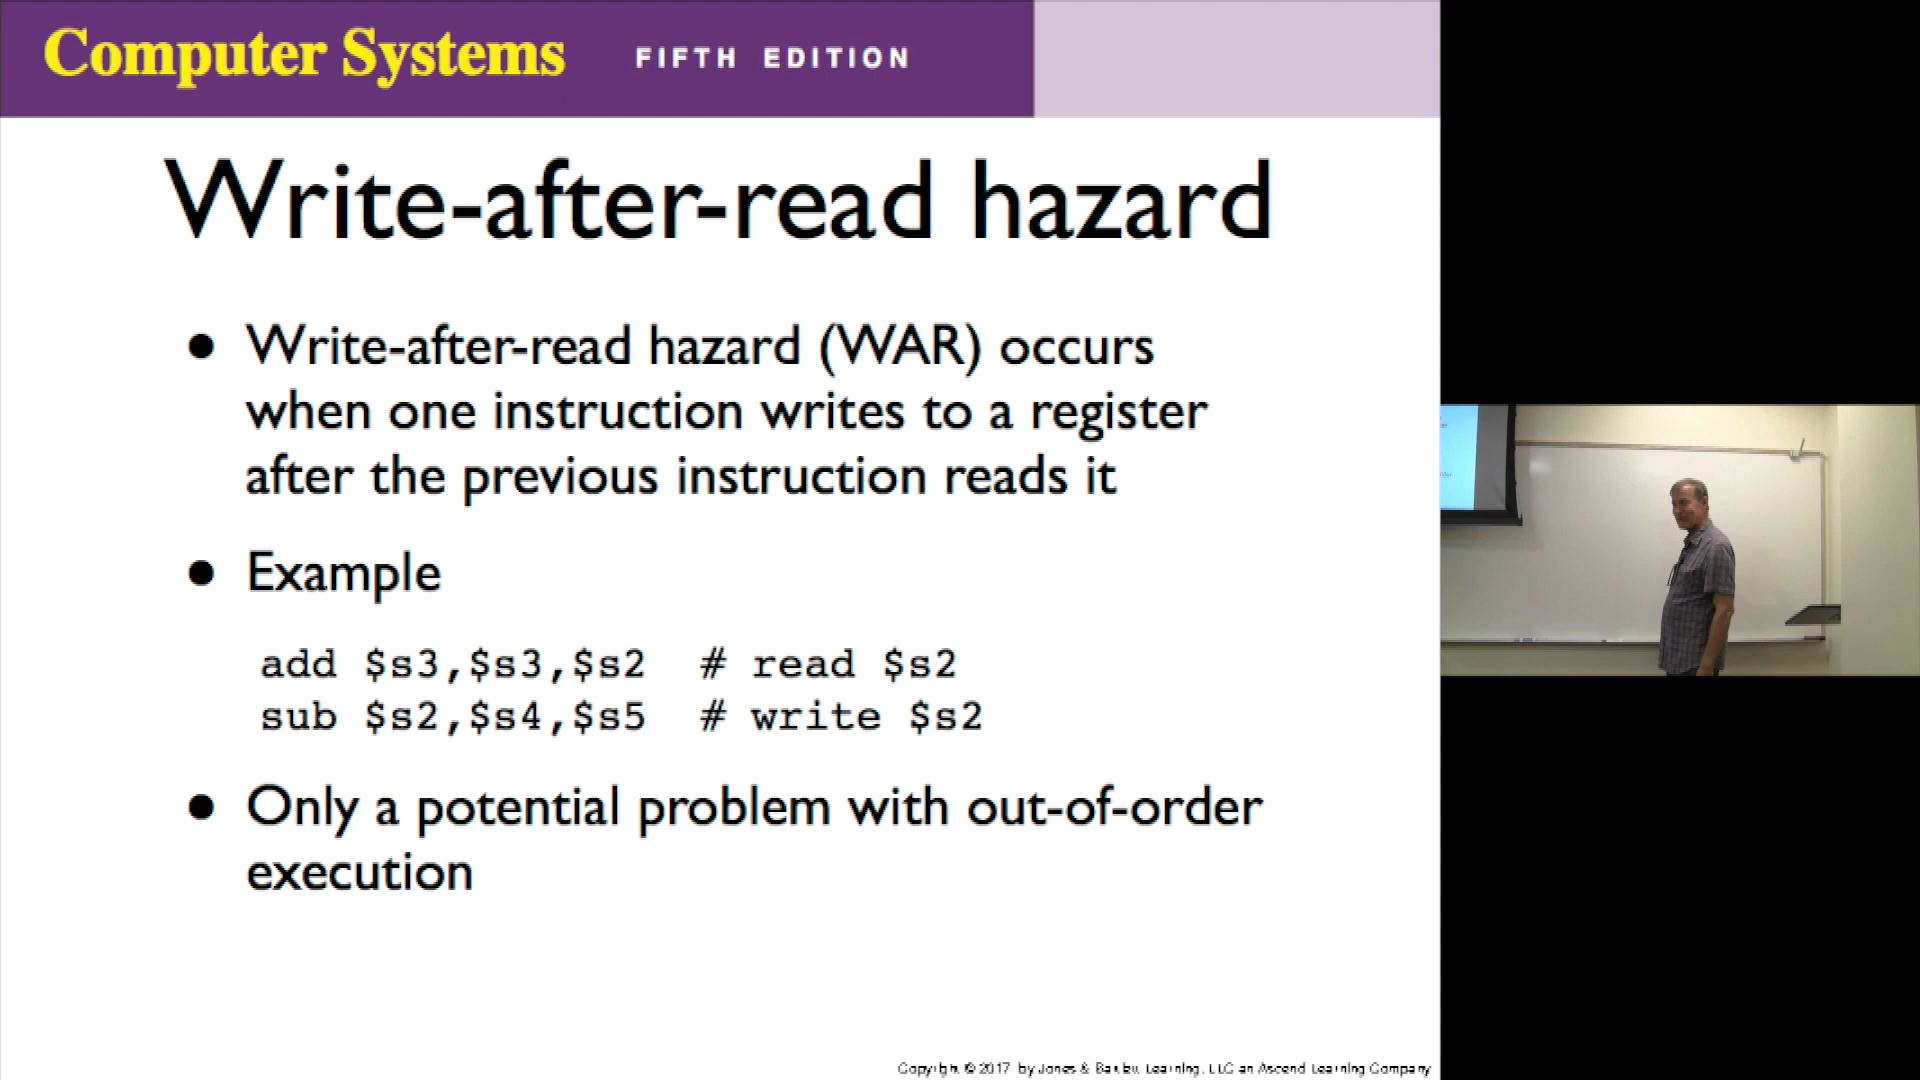 Computer Systems FIFTH EDITION
Write-after-read hazard
• Write-after-read hazard (WAR) occurs
when one instruction writes to a register
after the previous instruction reads it
• Example
add $s3,$s3,$s2 # read $s2
sub $s2,$s4,$s5 # write $s2
• Only a potential problem with out-of-order
execution
Copyright © 2017 by Jones & Bartlett Learning, LLC an Ascend Learning Company